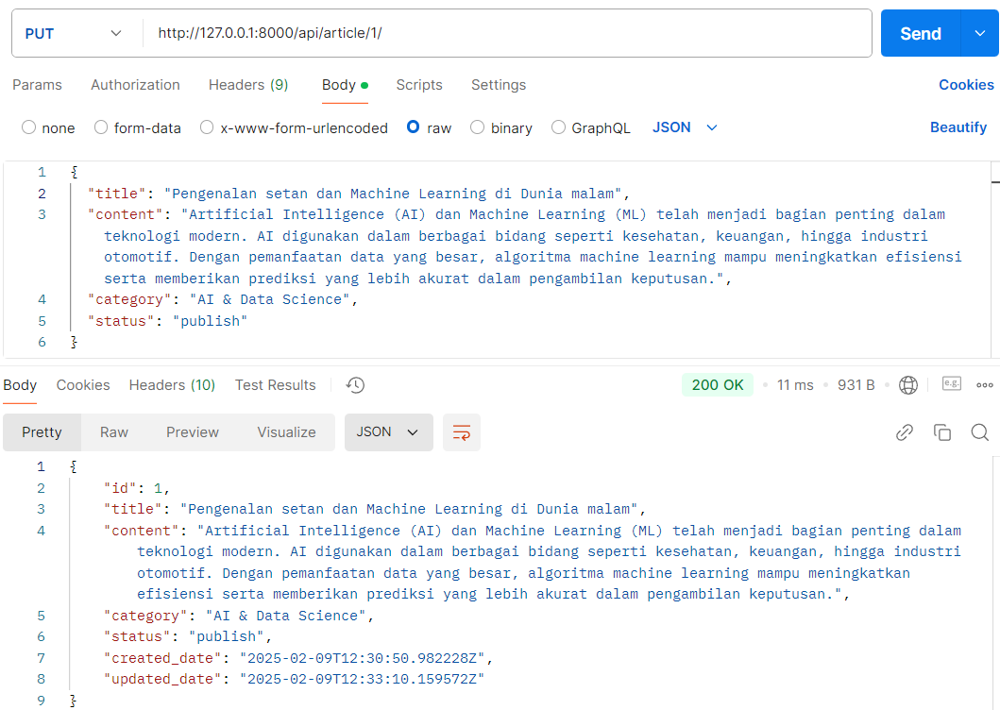 PUT http://127.0.0.1:8000/api/article/1/ Send
Params Authorization Headers (9) Body Scripts Settings Cookies
none form-data x-www-form-urlencoded raw binary GraphQL JSON Beautify
1 {
2 "title": "Pengenalan setan dan Machine Learning di Dunia malam",
3 "content": "Artificial Intelligence (AI) dan Machine Learning (ML) telah menjadi bagian penting dalam
teknologi modern. AI digunakan dalam berbagai bidang seperti kesehatan, keuangan, hingga industri
otomotif. Dengan pemanfaatan data yang besar, algoritma machine learning mampu meningkatkan efisiensi
serta memberikan prediksi yang lebih akurat dalam pengambilan keputusan.",
4 "category": "AI & Data Science",
5 "status": "publish"
6 }
Body Cookies Headers (10) Test Results 200 OK 11 ms 931 B e.g.
Pretty Raw Preview Visualize JSON
1 {
2 "id": 1,
3 "title": "Pengenalan setan dan Machine Learning di Dunia malam",
4 "content": "Artificial Intelligence (AI) dan Machine Learning (ML) telah menjadi bagian penting dalam
teknologi modern. AI digunakan dalam berbagai bidang seperti kesehatan, keuangan, hingga industri
otomotif. Dengan pemanfaatan data yang besar, algoritma machine learning mampu meningkatkan
efisiensi serta memberikan prediksi yang lebih akurat dalam pengambilan keputusan.",
5 "category": "AI & Data Science",
6 "status": "publish",
7 "created_date": "2025-02-09T12:30:50.982228Z",
8 "updated_date": "2025-02-09T12:33:10.159572Z"
9 }